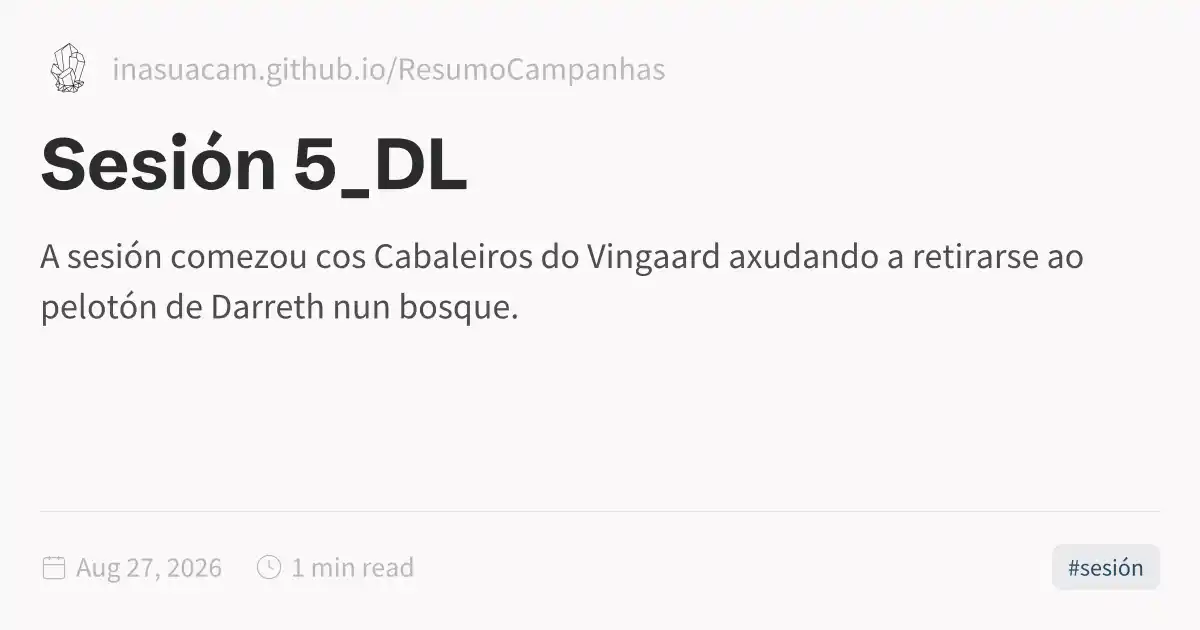 inasuacam.github.io/ResumoCampanhas
Sesión 5_DL
A sesión comezou cos Cabaleiros do Vingaard axudando a retirarse ao
pelotón de Darreth nun bosque.
Aug 27, 2026 1 min read #sesión